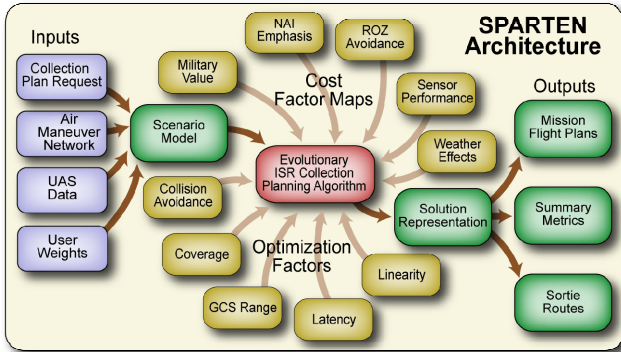 SPARTEN
Architecture
Inputs
Collection
Plan Request
Air
Maneuver
Network
UAS
Data
User
Weights
Scenario
Model
Military
Value
NAI
Emphasis
ROZ
Avoidance
Cost
Factor Maps
Sensor
Performance
Weather
Effects
Evolutionary
ISR Collection
Planning Algorithm
Collision
Avoidance
Coverage
Optimization
Factors
GCS Range
Latency
Linearity
Solution
Representation
Outputs
Mission
Flight Plans
Summary
Metrics
Sortie
Routes